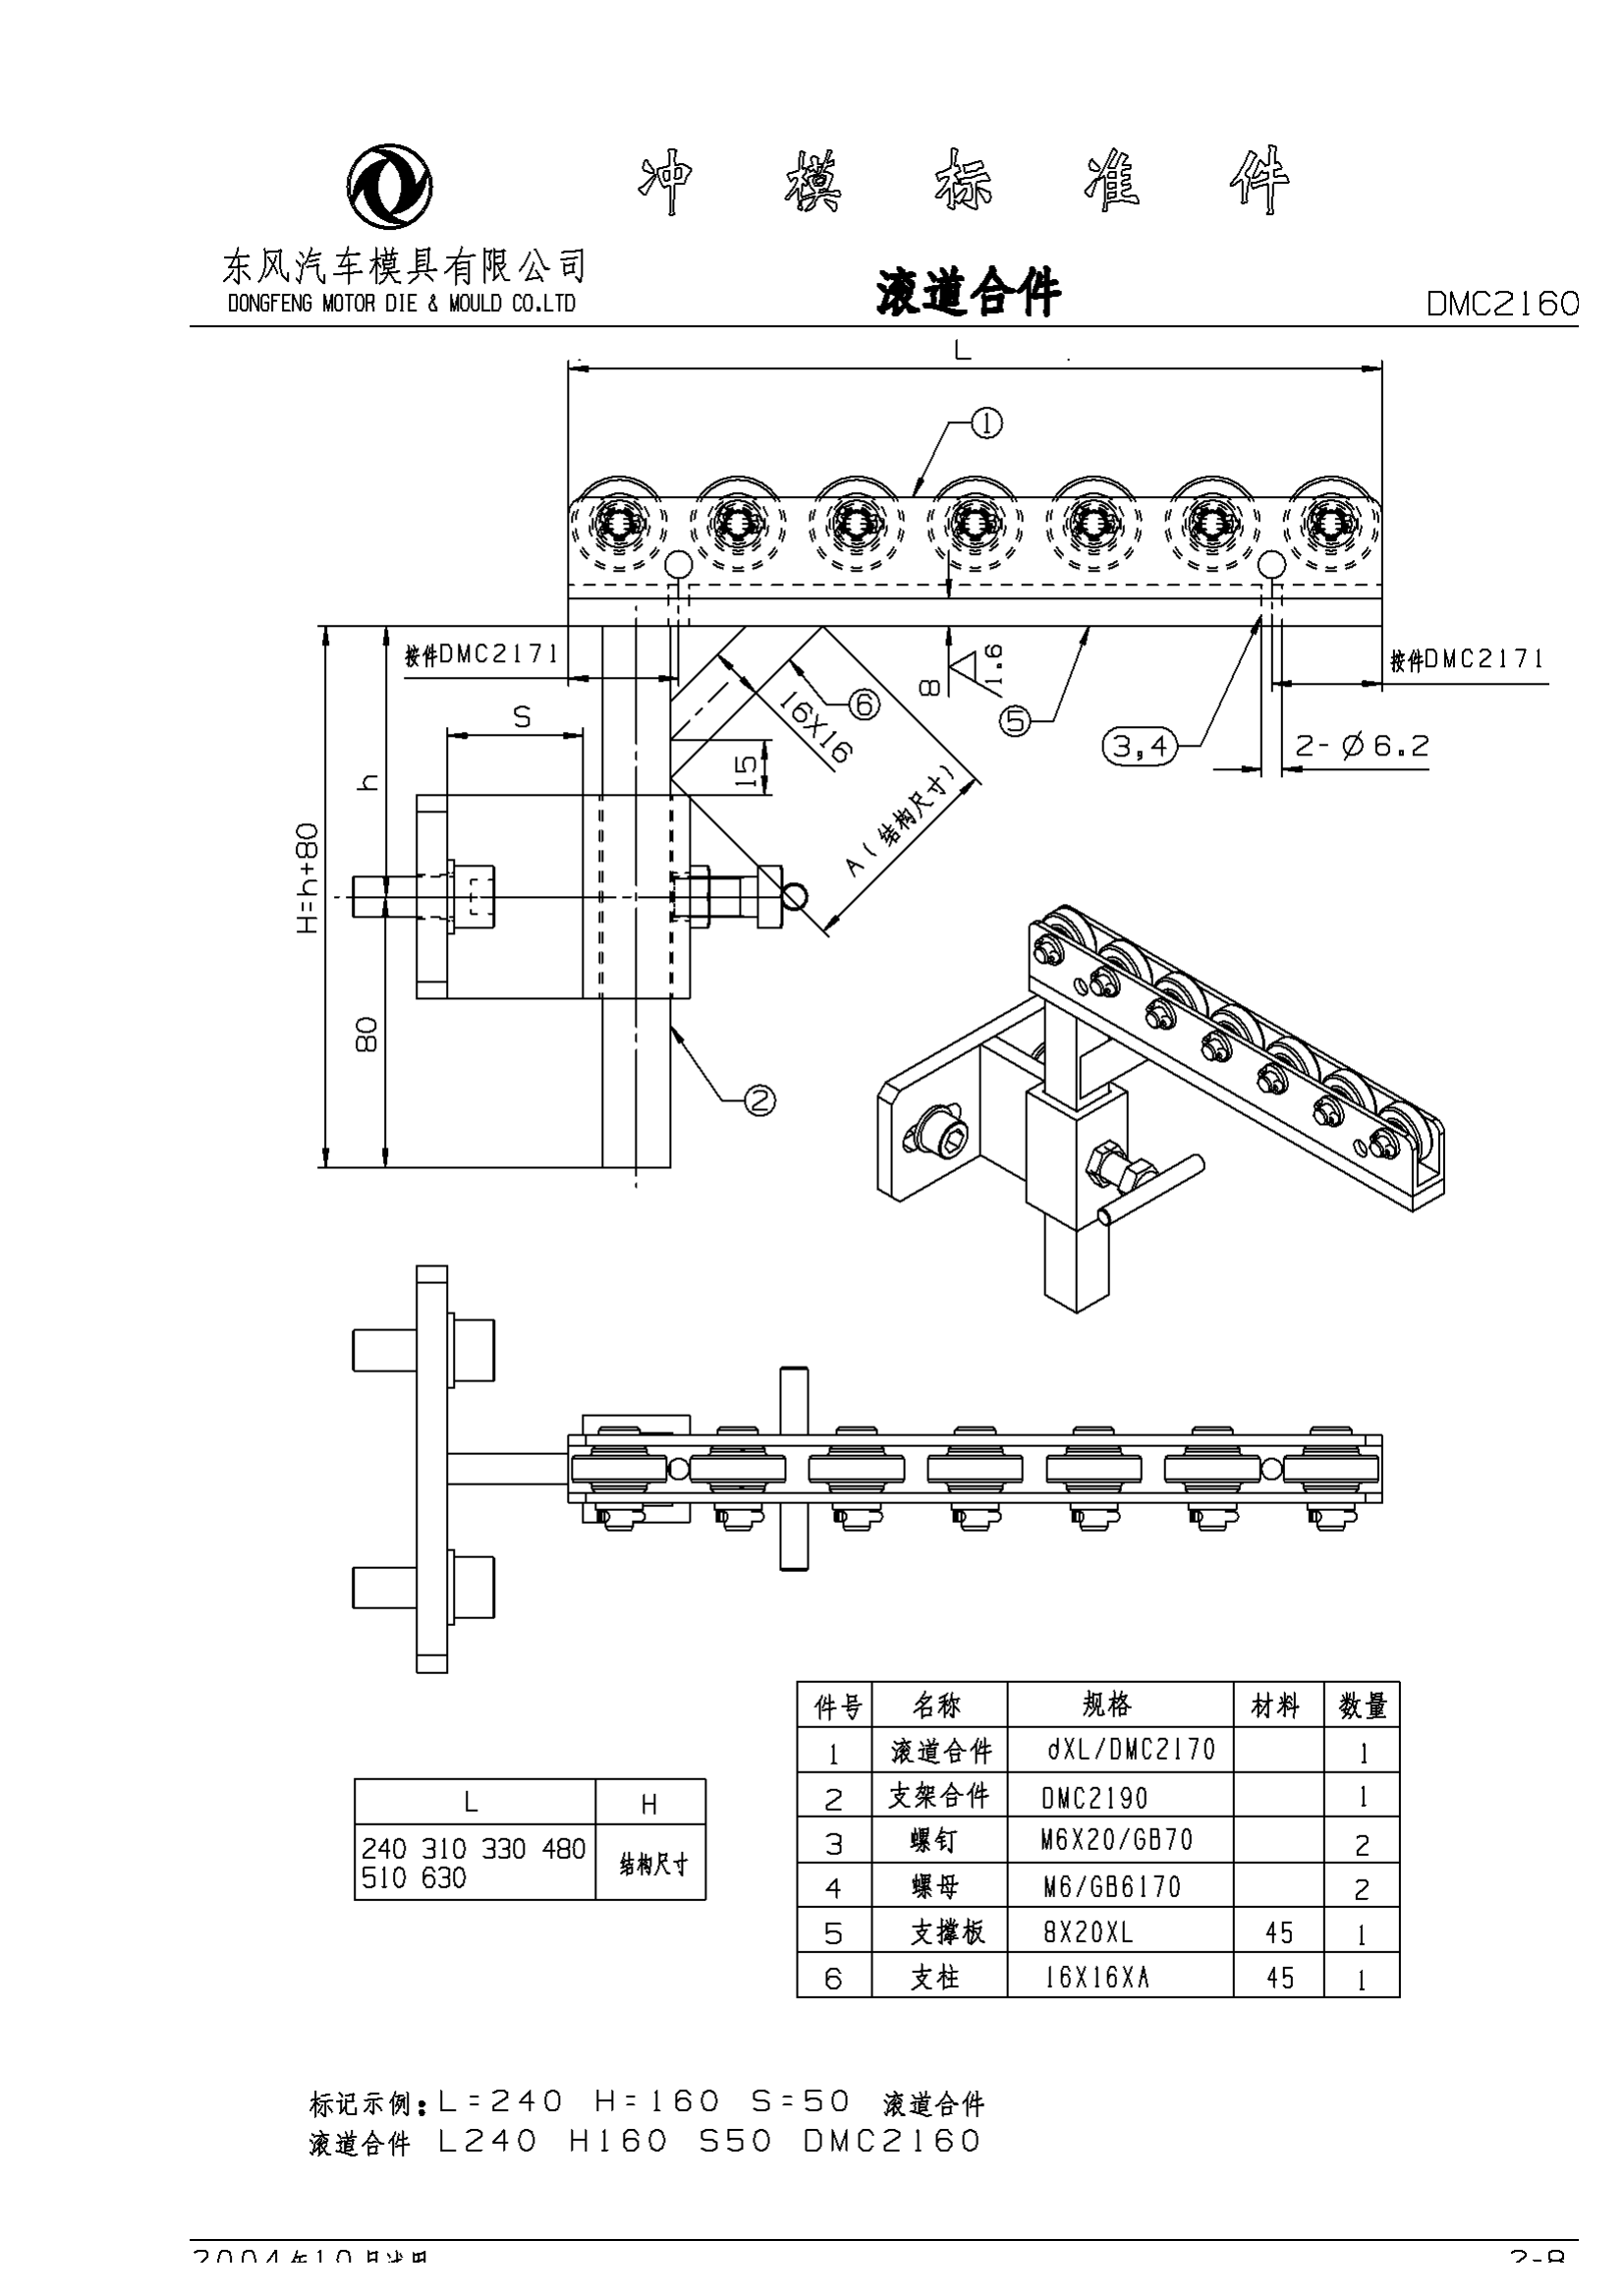 冲模标准件
东风汽车模具有限公司
DONGFENG MOTOR DIE & MOULD CO.LTD
滚道合件
DMC2160
L
1
按件DMC2171
8
1.6
按件DMC2171
6
16X16
5
3,4
2-Ø6.2
S
h
15
A(结构尺寸)
H=h+80
80
2
件号 名称 规格 材料 数量
1 滚道合件 dXL/DMC2170 1
2 支架合件 DMC2190 1
3 螺钉 M6X20/GB70 2
4 螺母 M6/GB6170 2
5 支撑板 8X20XL 45 1
6 支柱 16X16XA 45 1
L H
240 310 330 480 结构尺寸
510 630
标记示例:L=240 H=160 S=50 滚道合件
滚道合件 L240 H160 S50 DMC2160
2004年10月